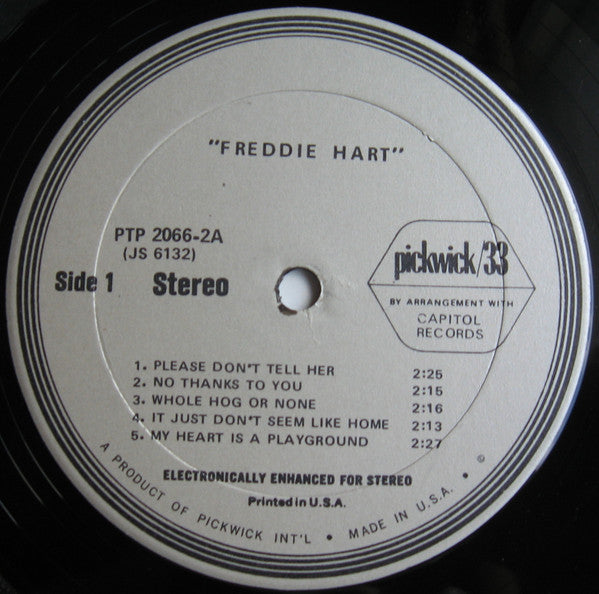 "FREDDIE HART"
PTP 2066-2A
(JS 6132)
Side 1 Stereo
pickwick/33
BY ARRANGEMENT WITH
CAPITOL
RECORDS
1. PLEASE DON'T TELL HER 2:25
2. NO THANKS TO YOU 2:15
3. WHOLE HOG OR NONE 2:16
4. IT JUST DON'T SEEM LIKE HOME 2:13
5. MY HEART IS A PLAYGROUND 2:27
ELECTRONICALLY ENHANCED FOR STEREO
Printed in U.S.A.
A PRODUCT OF PICKWICK INT'L • MADE IN U.S.A. • ©